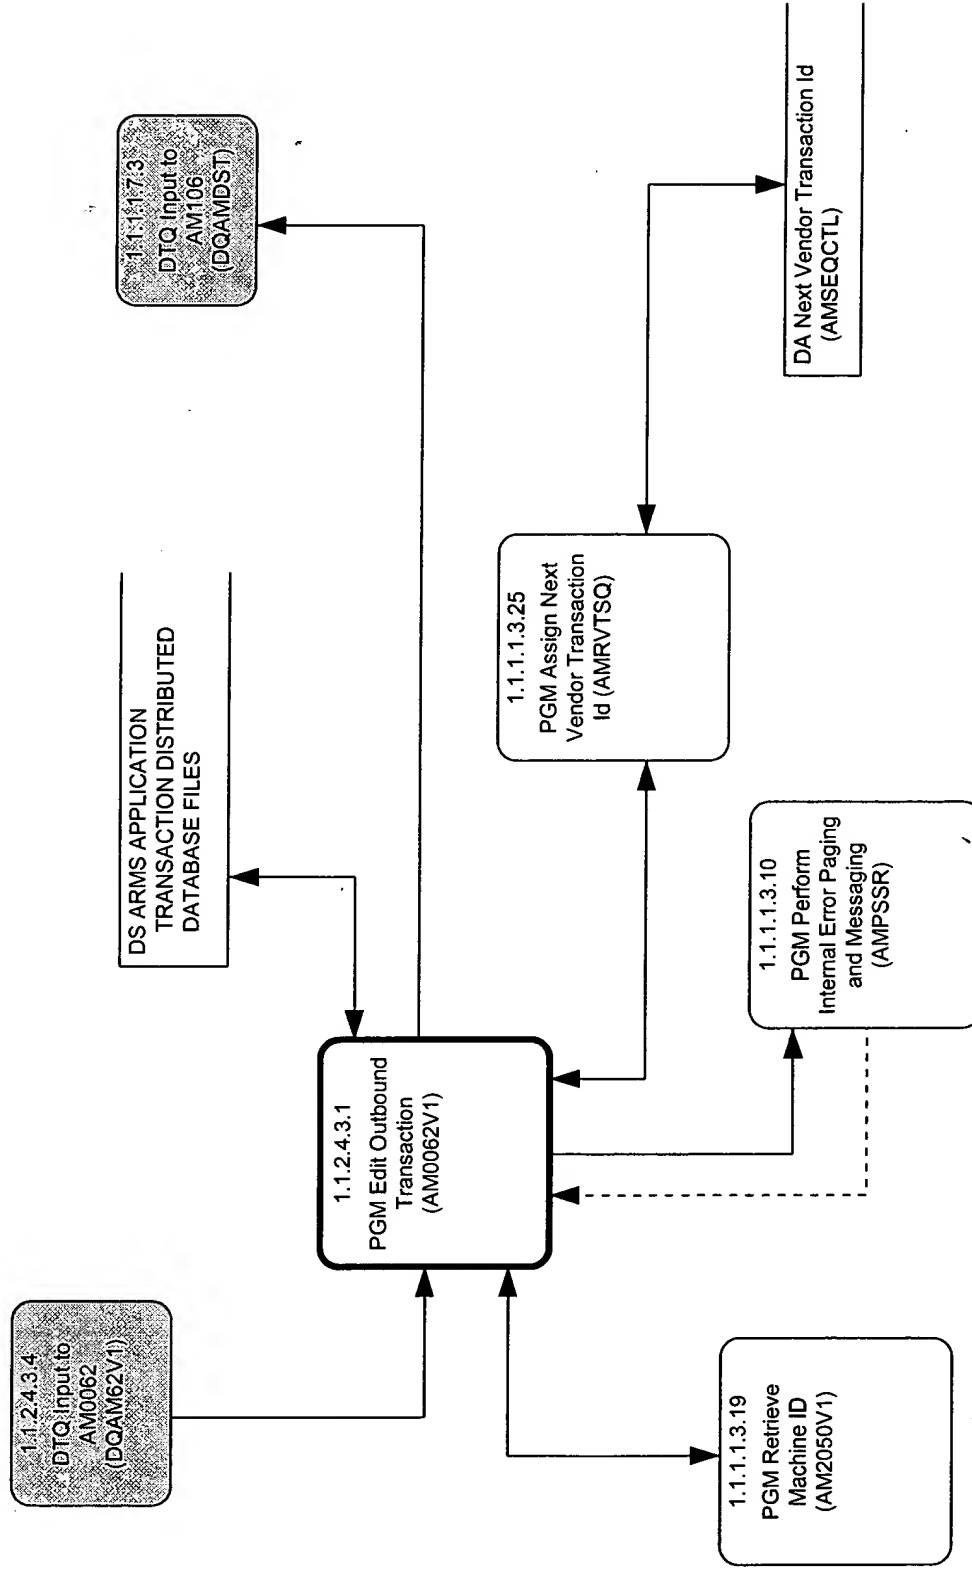 1.1.2.4.3.4
DTQ Input to
AM0062
(DQAM62V1)
1.1.1.1.7.3
DTQ Input to
AM106
(DQAMDST)
DS ARMS APPLICATION
TRANSACTION DISTRIBUTED
DATABASE FILES
1.1.2.4.3.1
PGM Edit Outbound
Transaction
(AM0062V1)
1.1.1.1.3.25
PGM Assign Next
Vendor Transaction
Id (AMRVTSQ)
1.1.1.1.3.19
PGM Retrieve
Machine ID
(AM2050V1)
1.1.1.1.3.10
PGM Perform
Internal Error Paging
and Messaging
(AMPSSR)
DA Next Vendor Transaction Id
(AMSEQCTL)